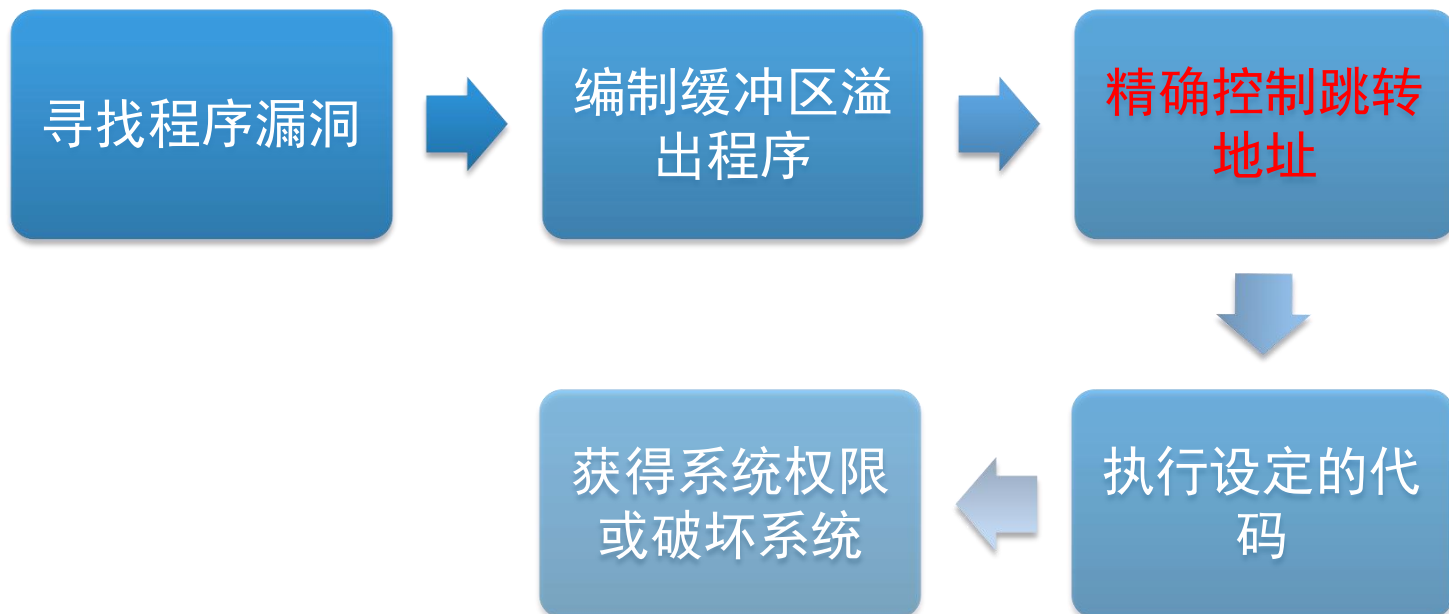 寻找程序漏洞
编制缓冲区溢
出程序
精确控制跳转
地址
执行设定的代
码
获得系统权限
或破坏系统